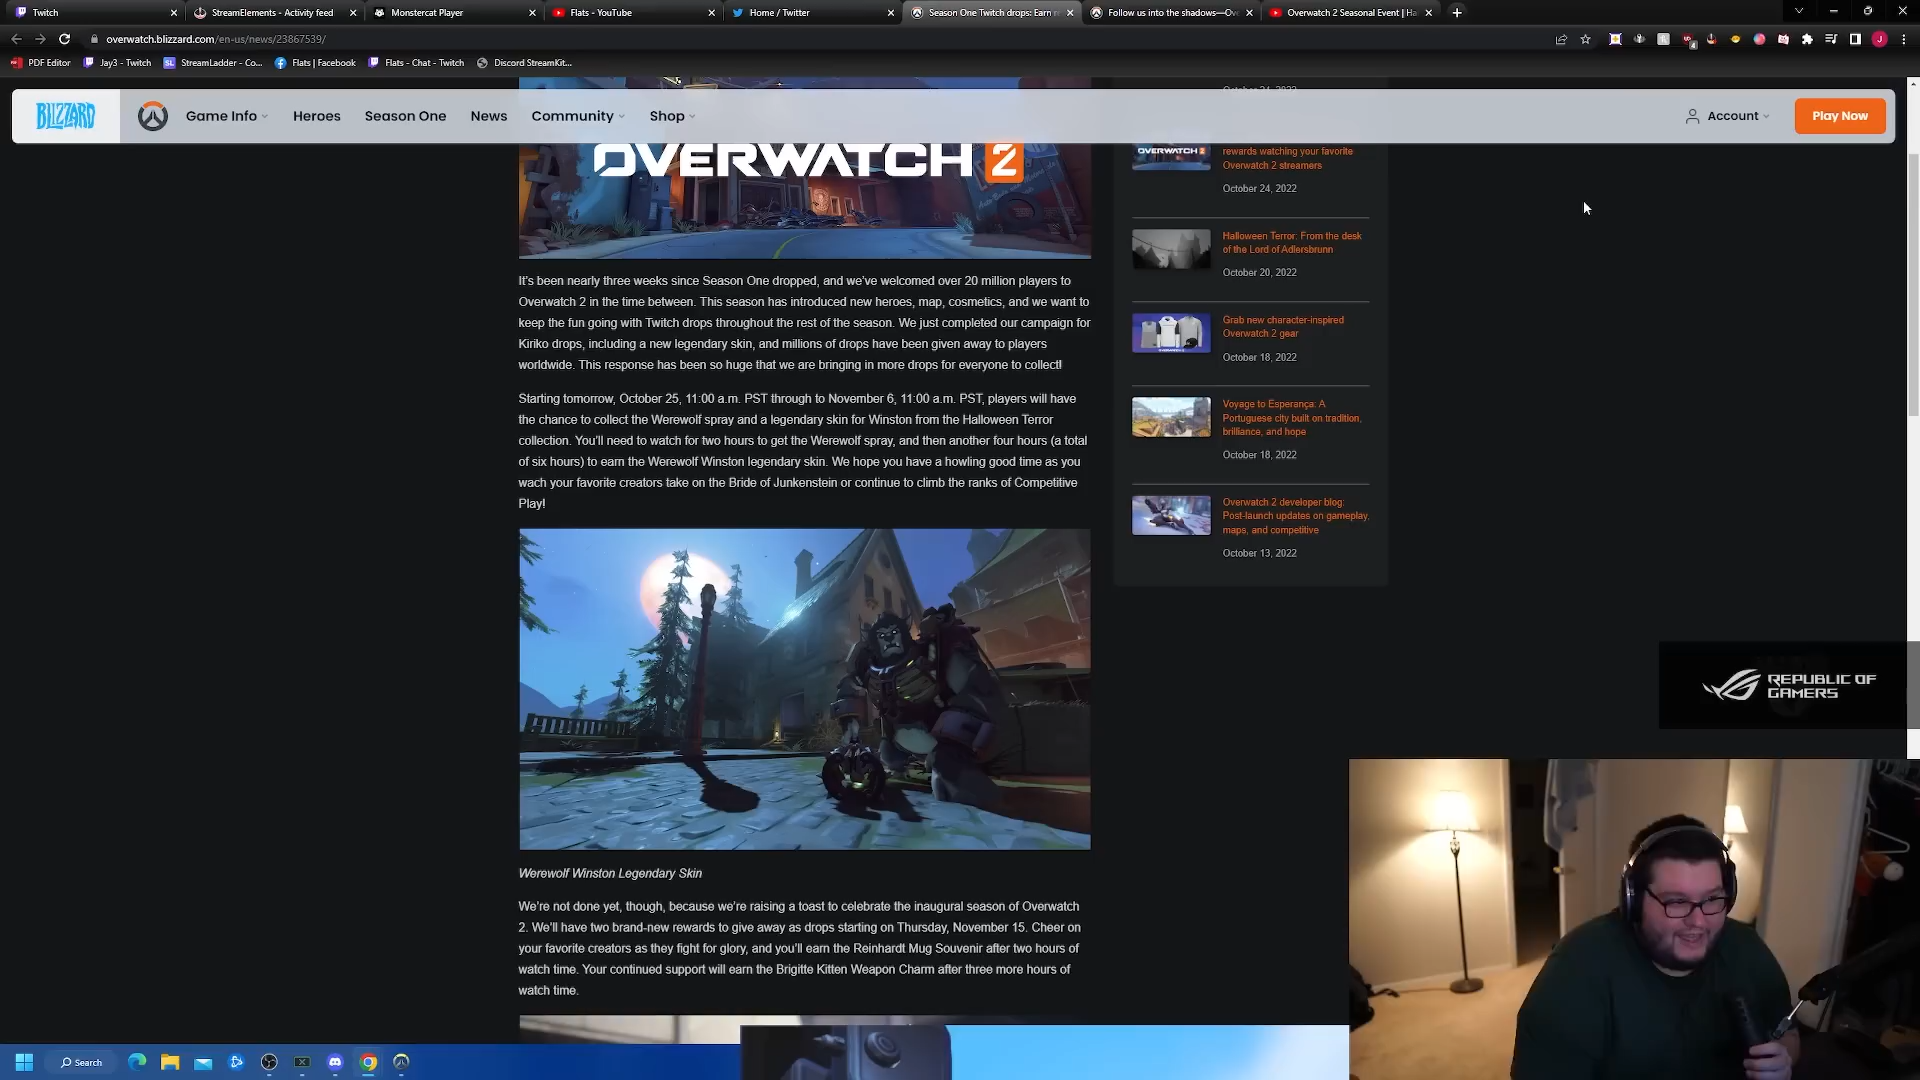 Twitch
StreamElements - Activity feed
Monstercat Player
Flats - YouTube
Home / Twitter
Season One Twitch drops: Earn
Follow us into the shadows—Ov
Overwatch 2 Seasonal Event | Ha
overwatch.blizzard.com/en-us/news/23867539/
PDF Editor
Jay3 - Twitch
StreamLadder - Co...
Flats | Facebook
Flats - Chat - Twitch
Discord StreamKit...
BLIZZARD
Game Info
Heroes
Season One
News
Community
Shop
Account
Play Now
OVERWATCH 2
It's been nearly three weeks since Season One dropped, and we've welcomed over 20 million players to
Overwatch 2 in the time between. This season has introduced new heroes, map, cosmetics, and we want to
keep the fun going with Twitch drops throughout the rest of the season. We just completed our campaign for
Kiriko drops, including a new legendary skin, and millions of drops have been given away to players
worldwide. This response has been so huge that we are bringing in more drops for everyone to collect!
Starting tomorrow, October 25, 11:00 a.m. PST through to November 6, 11:00 a.m. PST, players will have
the chance to collect the Werewolf spray and a legendary skin for Winston from the Halloween Terror
collection. You'll need to watch for two hours to get the Werewolf spray, and then another four hours (a total
of six hours) to earn the Werewolf Winston legendary skin. We hope you have a howling good time as you
wach your favorite creators take on the Bride of Junkenstein or continue to climb the ranks of Competitive
Play!
Werewolf Winston Legendary Skin
We're not done yet, though, because we're raising a toast to celebrate the inaugural season of Overwatch
2. We'll have two brand-new rewards to give away as drops starting on Thursday, November 15. Cheer on
your favorite creators as they fight for glory, and you'll earn the Reinhardt Mug Souvenir after two hours of
watch time. Your continued support will earn the Brigitte Kitten Weapon Charm after three more hours of
watch time.
October 24, 2022
OVERWATCH 2
rewards watching your favorite
Overwatch 2 streamers
October 24, 2022
Halloween Terror: From the desk
of the Lord of Adlersbrunn
October 20, 2022
Grab new character-inspired
Overwatch 2 gear
October 18, 2022
Voyage to Esperança: A
Portuguese city built on tradition,
brilliance, and hope
October 18, 2022
Overwatch 2 developer blog:
Post-launch updates on gameplay,
maps, and competitive
October 13, 2022
REPUBLIC OF
GAMERS
Search